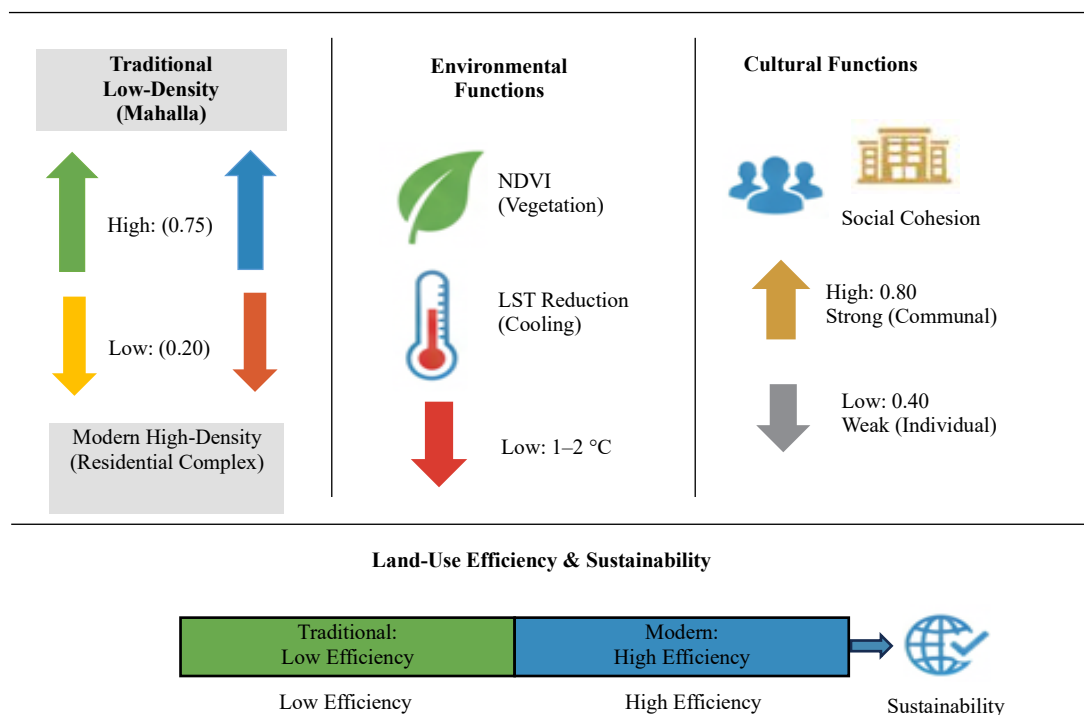 Traditional
Low-Density
(Mahalla)
High: (0.75)
Low: (0.20)
Modern High-Density
(Residential Complex)
Environmental
Functions
NDVI
(Vegetation)
LST Reduction
(Cooling)
Low: 1–2 °C
Cultural Functions
Social Cohesion
High: 0.80
Strong (Communal)
Low: 0.40
Weak (Individual)
Land-Use Efficiency & Sustainability
Traditional:
Low Efficiency
Modern:
High Efficiency
Low Efficiency
High Efficiency
Sustainability